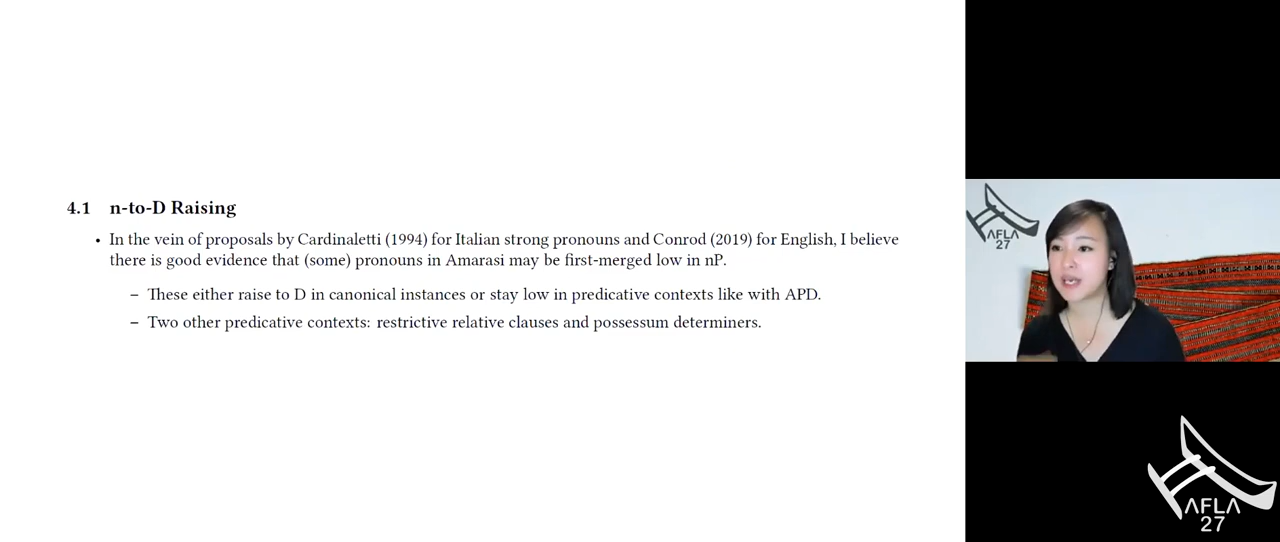 4.1 n-to-D Raising
• In the vein of proposals by Cardinaletti (1994) for Italian strong pronouns and Conrod (2019) for English, I believe
there is good evidence that (some) pronouns in Amarasi may be first-merged low in nP.
– These either raise to D in canonical instances or stay low in predicative contexts like with APD.
– Two other predicative contexts: restrictive relative clauses and possessum determiners.
AFLA
27
AFLA
27